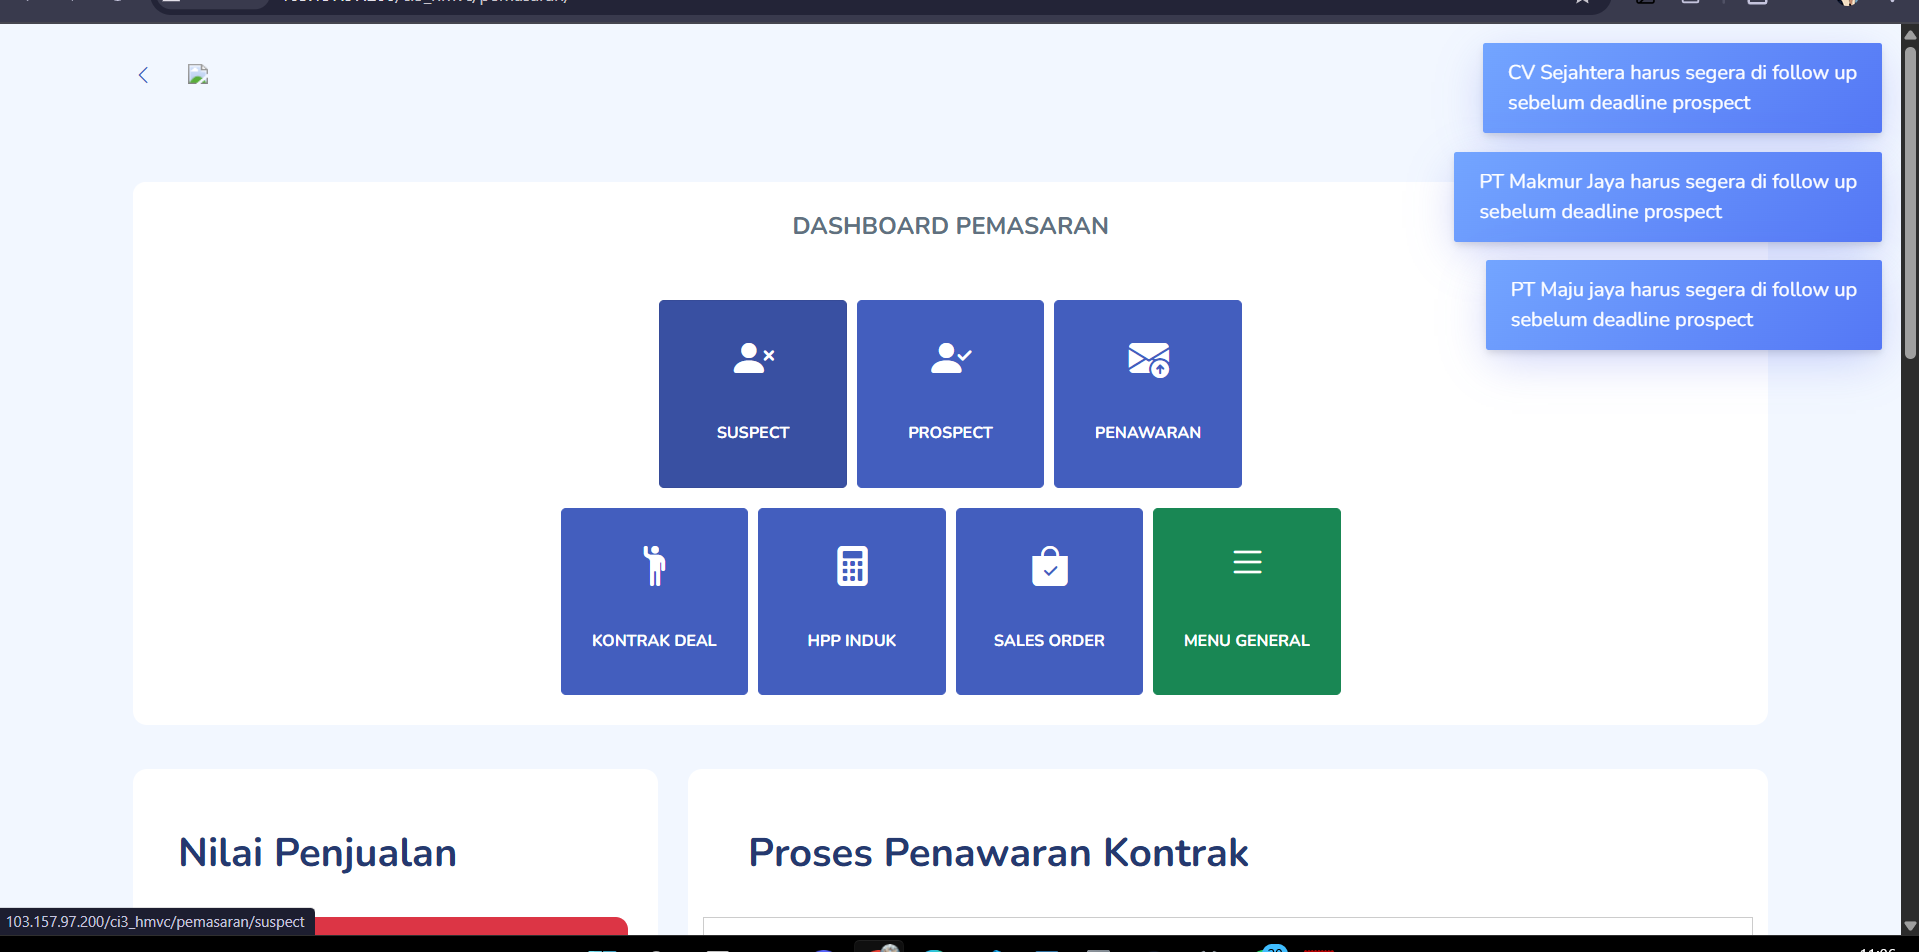 CV Sejahtera harus segera di follow up
sebelum deadline prospect
PT Makmur Jaya harus segera di follow up
sebelum deadline prospect
PT Maju jaya harus segera di follow up
sebelum deadline prospect
DASHBOARD PEMASARAN
SUSPECT
PROSPECT
PENAWARAN
KONTRAK DEAL
HPP INDUK
SALES ORDER
MENU GENERAL
Nilai Penjualan
Proses Penawaran Kontrak
103.157.97.200/ci3_hmvc/pemasaran/suspect